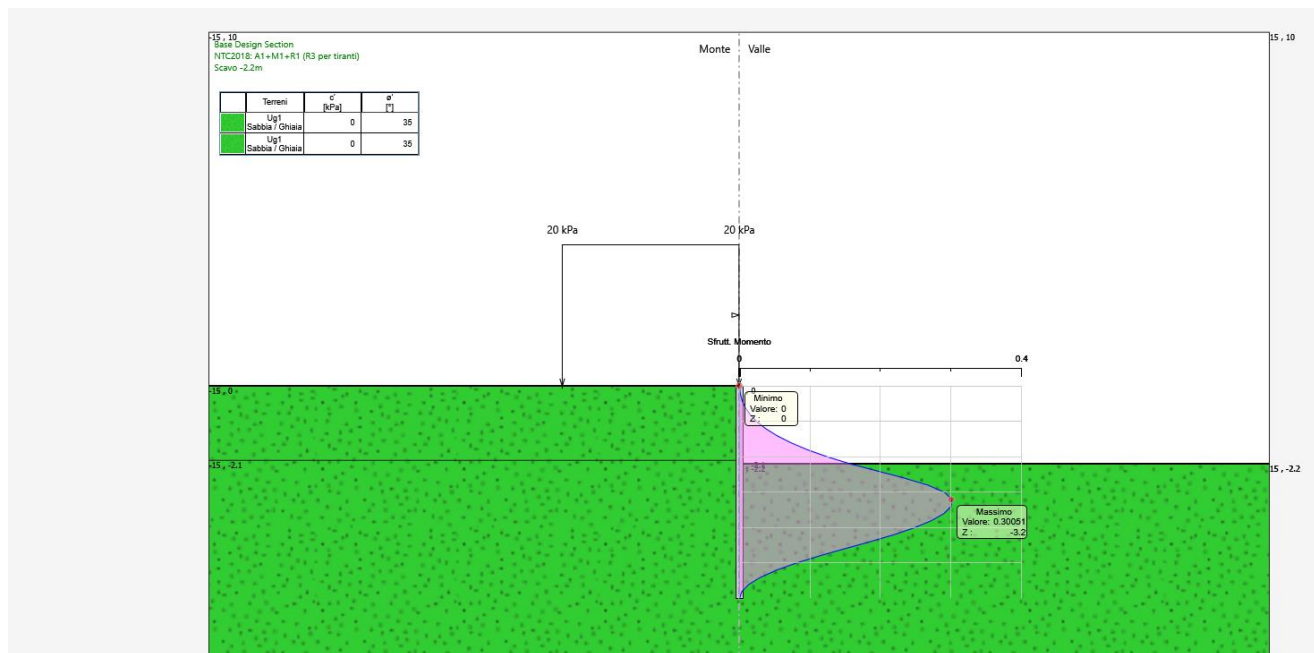 -15 , 10
15 , 10
Base Design Section
NTC2018: A1+M1+R1 (R3 per tiranti)
Scavo -2.2m
Monte
Valle
Terreni c' [kPa] ø' [°]
Ug1 Sabbia / Ghiaia 0 35
Ug1 Sabbia / Ghiaia 0 35
20 kPa
20 kPa
Sfrutt. Momento
0
0.4
-15 , 0
0
Minimo
Valore: 0
Z : 0
-15 , -2.1
15 , -2.2
Massimo
Valore: 0.30051
Z : -3.2